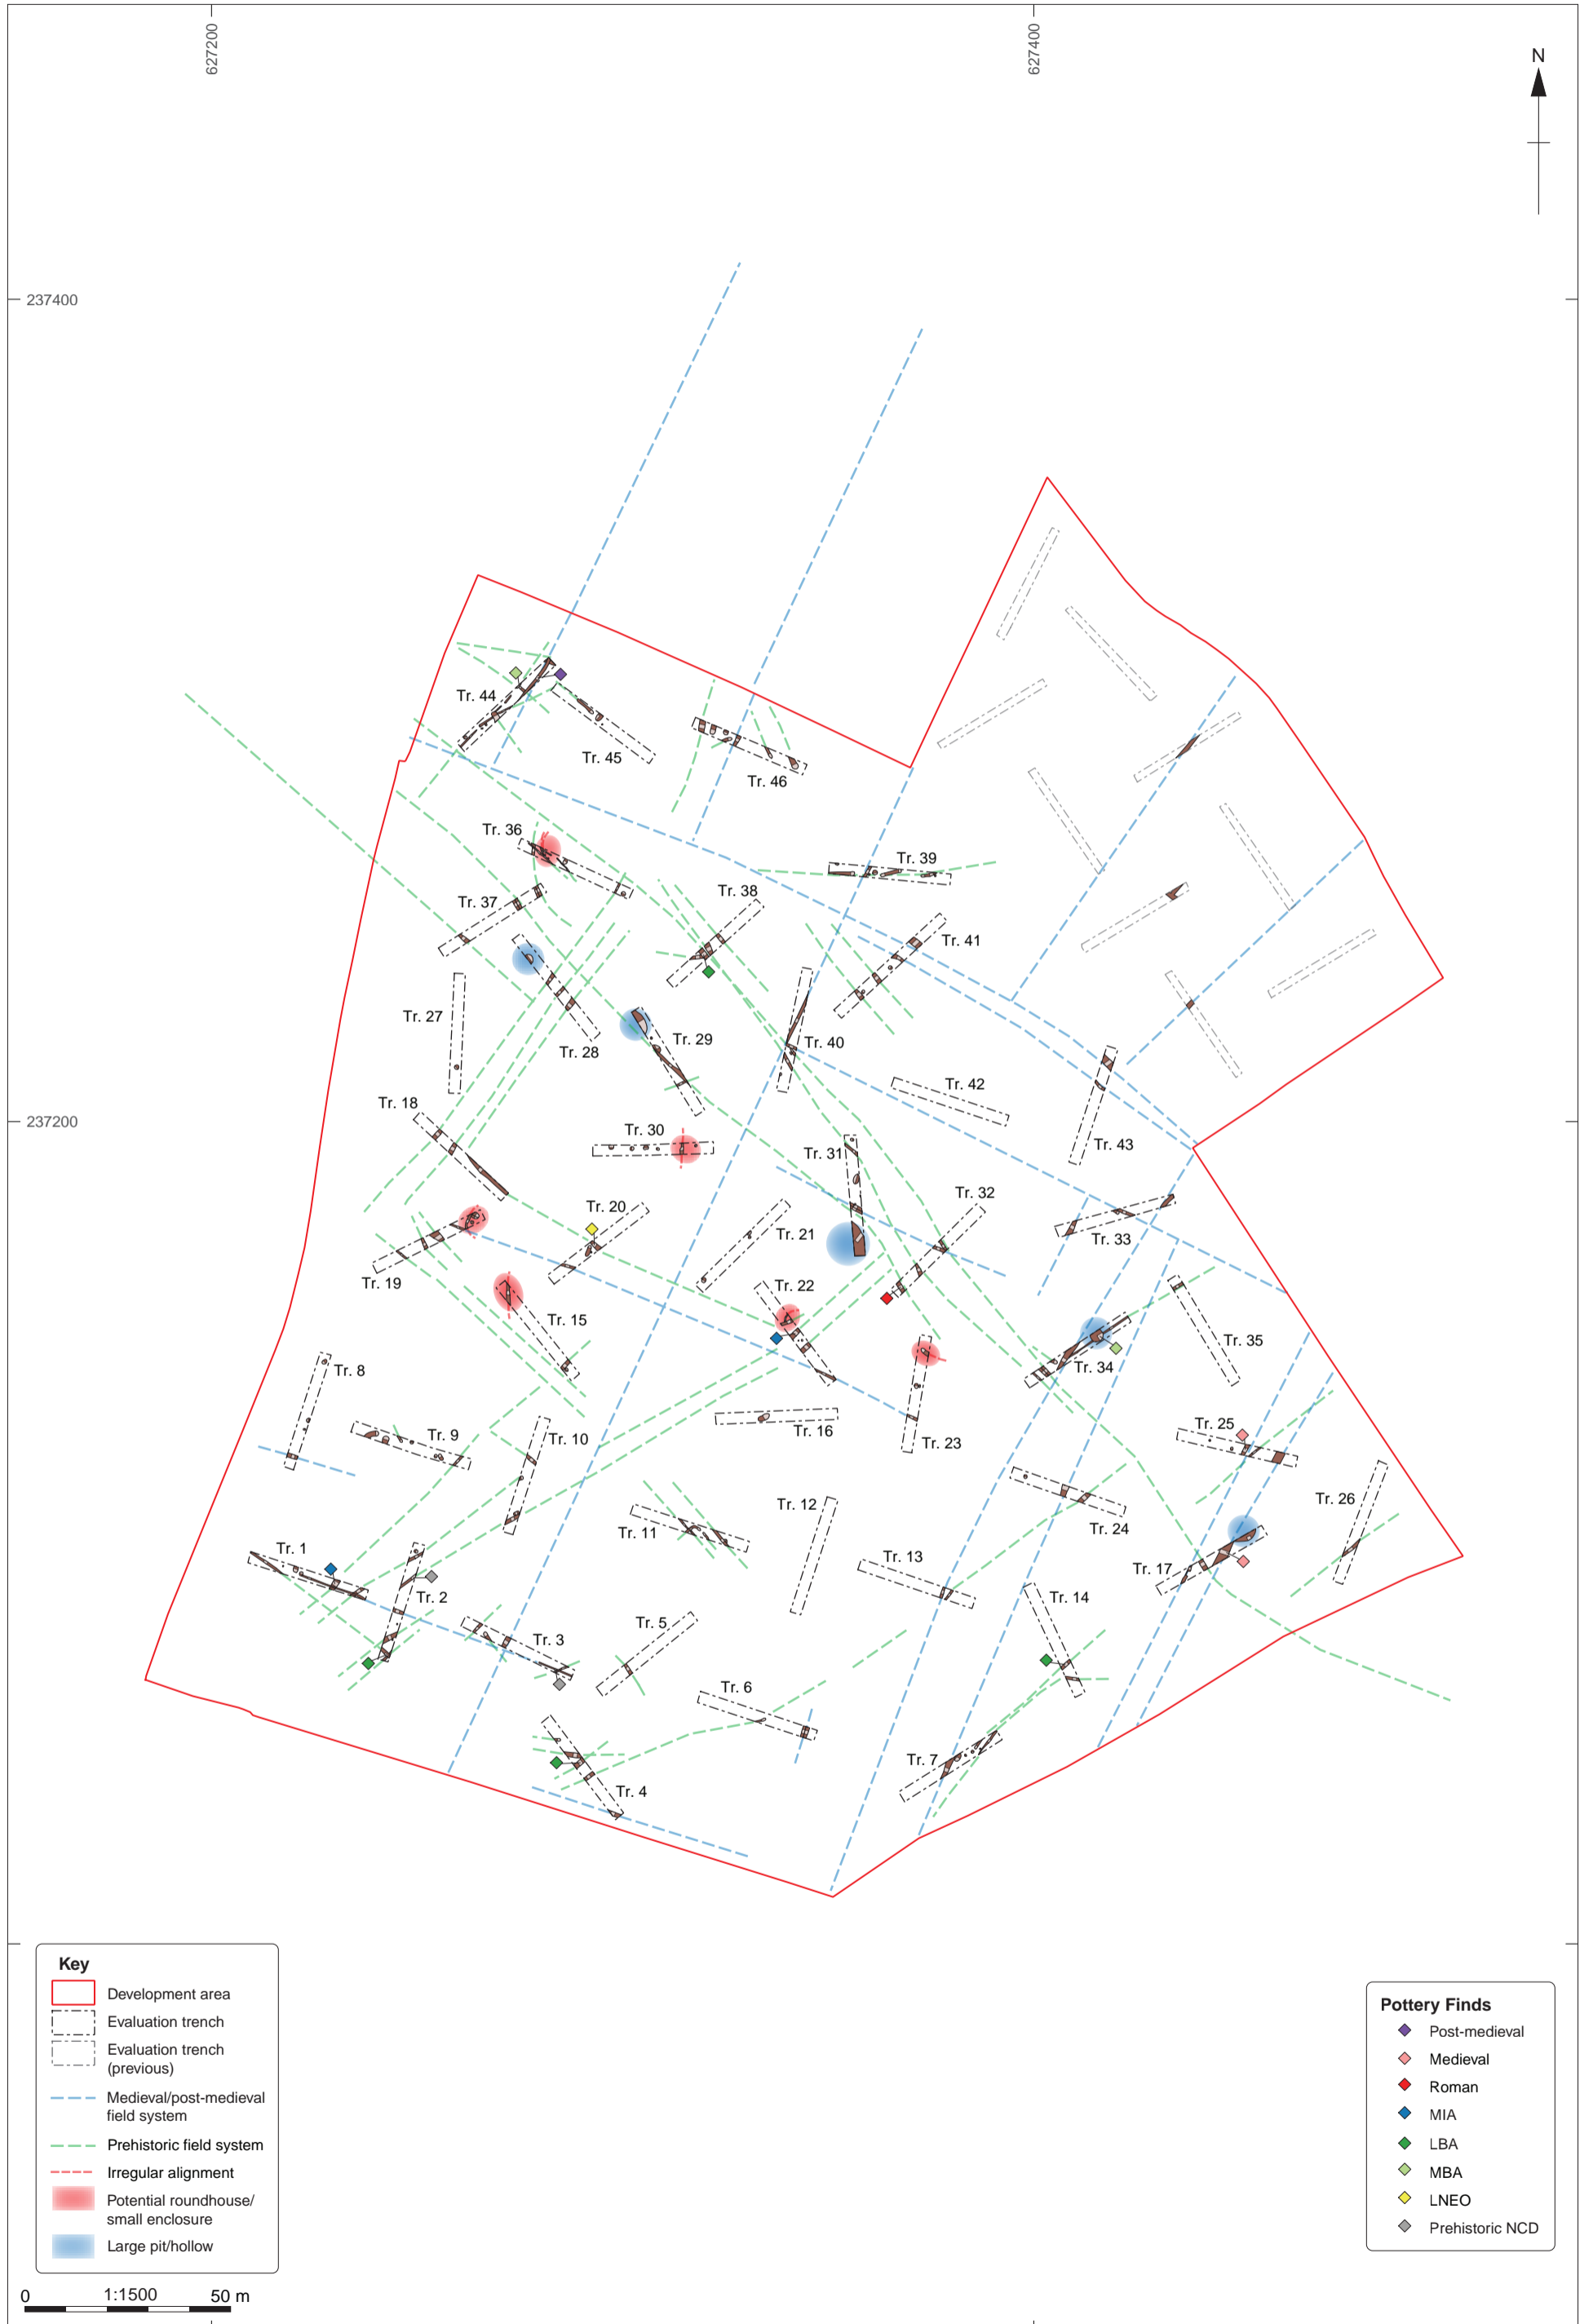 627200
627400
N
237400
Tr. 44
Tr. 45
Tr. 46
Tr. 36
Tr. 39
Tr. 37
Tr. 38
Tr. 41
Tr. 27
Tr. 28
Tr. 29
Tr. 40
Tr. 42
237200
Tr. 18
Tr. 30
Tr. 31
Tr. 43
Tr. 20
Tr. 32
Tr. 21
Tr. 33
Tr. 19
Tr. 22
Tr. 15
Tr. 35
Tr. 8
Tr. 34
Tr. 9
Tr. 10
Tr. 16
Tr. 23
Tr. 25
Tr. 11
Tr. 12
Tr. 24
Tr. 26
Tr. 1
Tr. 13
Tr. 17
Tr. 2
Tr. 14
Tr. 3
Tr. 5
Tr. 6
Tr. 7
Tr. 4
Key
Development area
Evaluation trench
Evaluation trench
(previous)
Medieval/post-medieval
field system
Prehistoric field system
Irregular alignment
Potential roundhouse/
small enclosure
Large pit/hollow
0 1:1500 50 m
Pottery Finds
Post-medieval
Medieval
Roman
MIA
LBA
MBA
LNEO
Prehistoric NCD